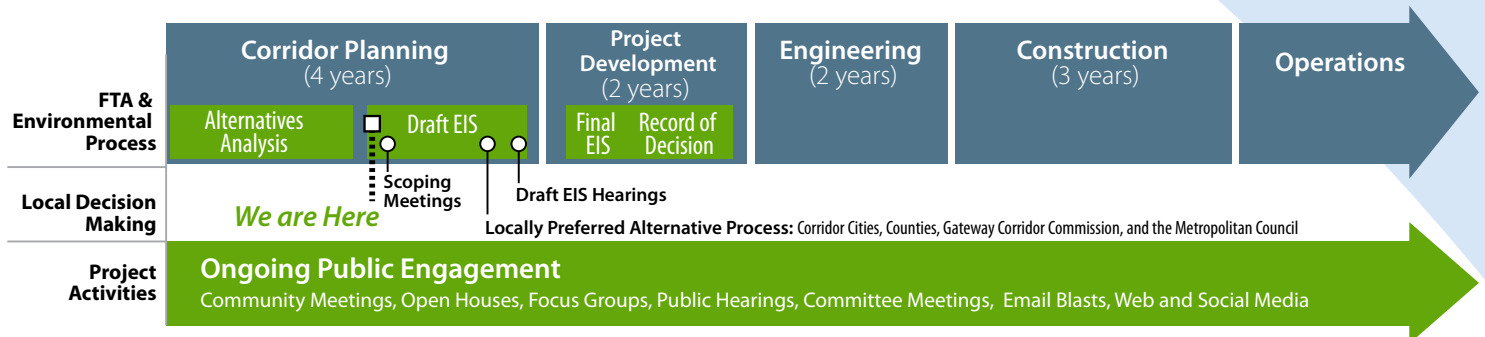 Corridor Planning
(4 years)
Project
Development
(2 years)
Engineering
(2 years)
Construction
(3 years)
Operations
FTA &
Environmental
Process
Alternatives
Analysis
Draft EIS
Final
EIS
Record of
Decision
Scoping
Meetings
Draft EIS Hearings
Local Decision
Making
We are Here
Locally Preferred Alternative Process: Corridor Cities, Counties, Gateway Corridor Commission, and the Metropolitan Council
Project
Activities
Ongoing Public Engagement
Community Meetings, Open Houses, Focus Groups, Public Hearings, Committee Meetings, Email Blasts, Web and Social Media